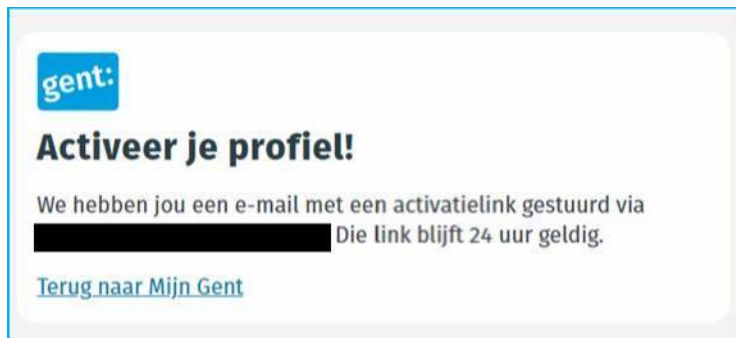 gent:
Activeer je profiel!
We hebben jou een e-mail met een activatielink gestuurd via
Die link blijft 24 uur geldig.
Terug naar Mijn Gent